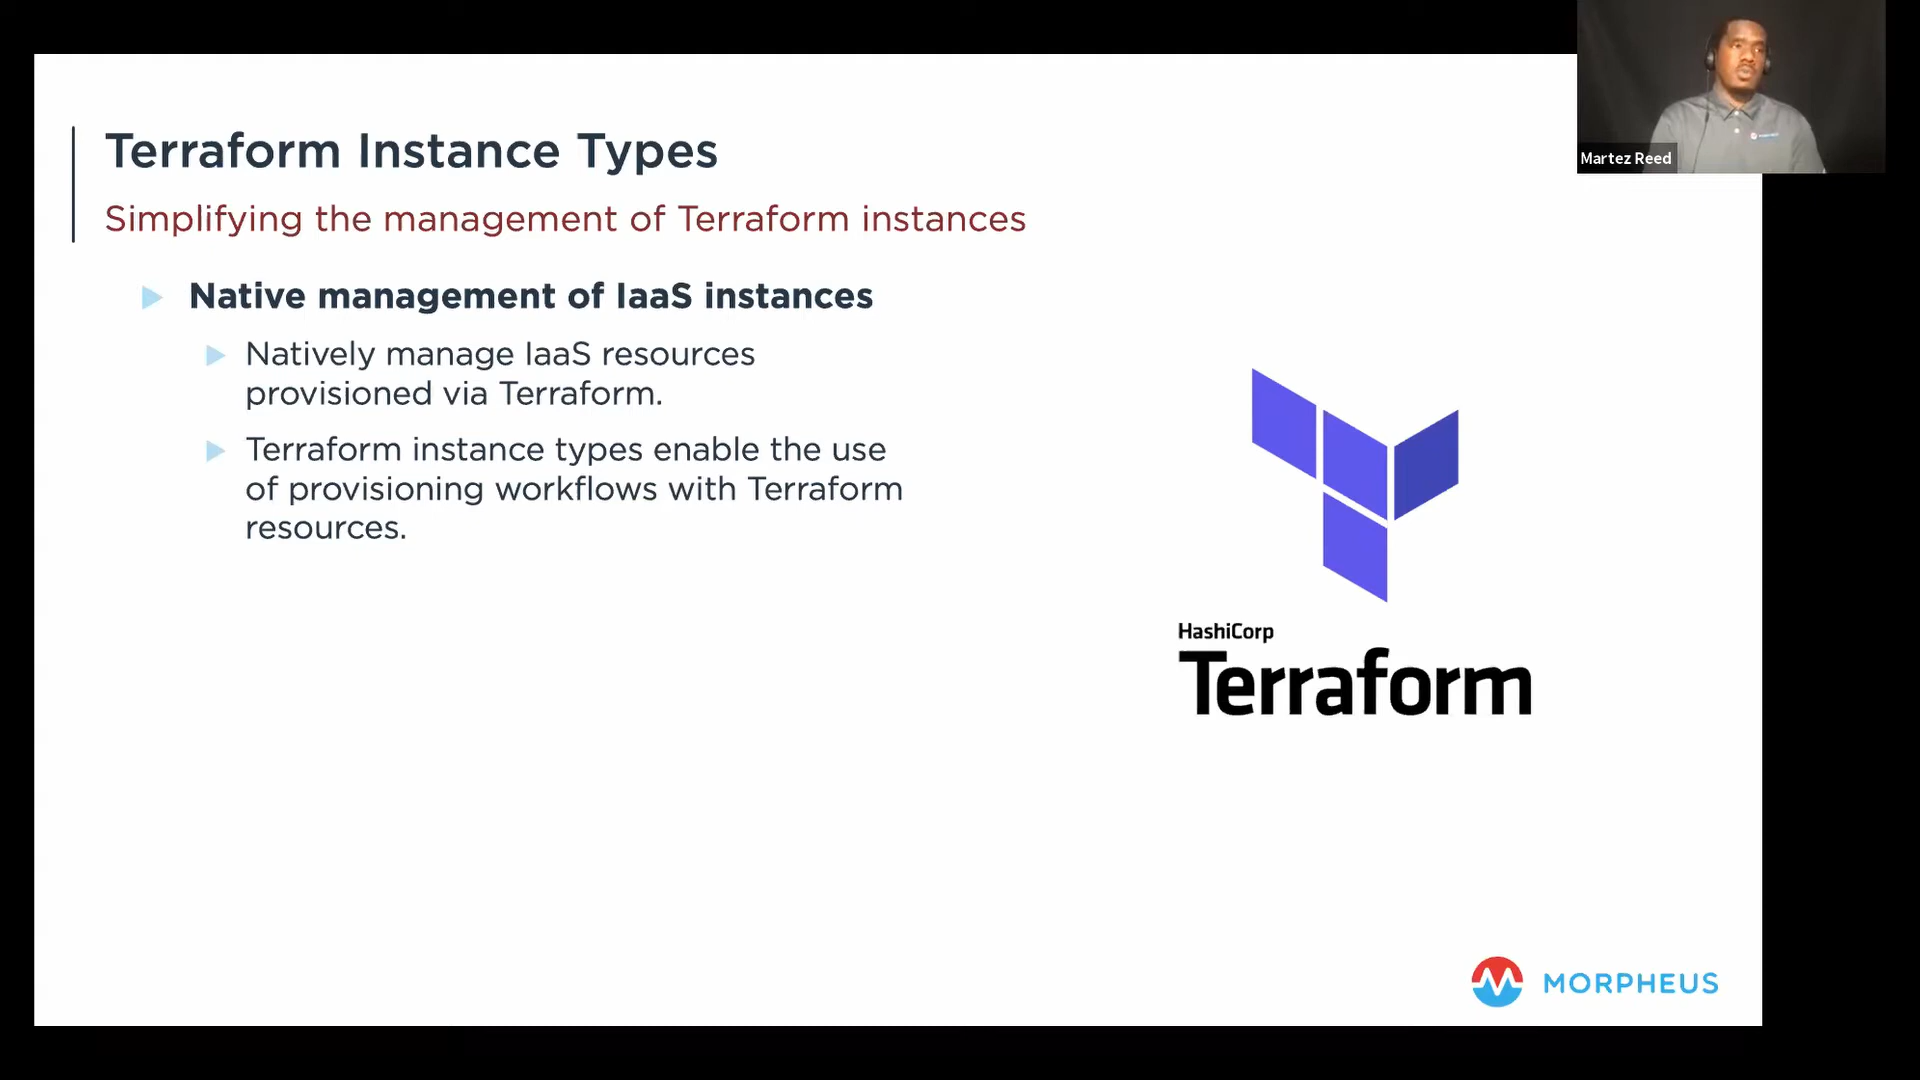 Terraform Instance Types
Simplifying the management of Terraform instances
Native management of IaaS instances
Natively manage IaaS resources
provisioned via Terraform.
Terraform instance types enable the use
of provisioning workflows with Terraform
resources.
HashiCorp
Terraform
MORPHEUS
Martez Reed